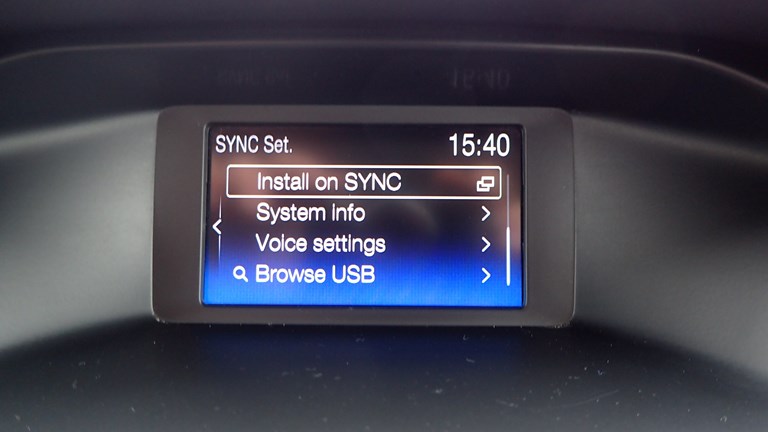 SYNC Set. 15:40
Install on SYNC
System info
Voice settings
Browse USB